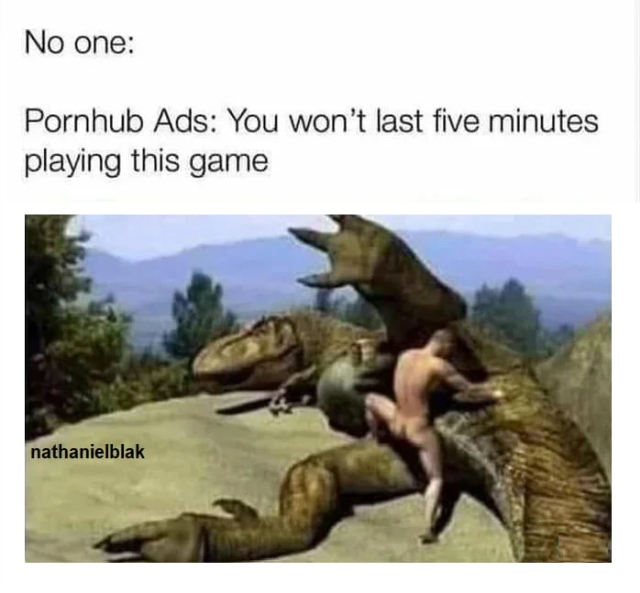 No one:
Pornhub Ads: You won't last five minutes
playing this game
nathanielblak